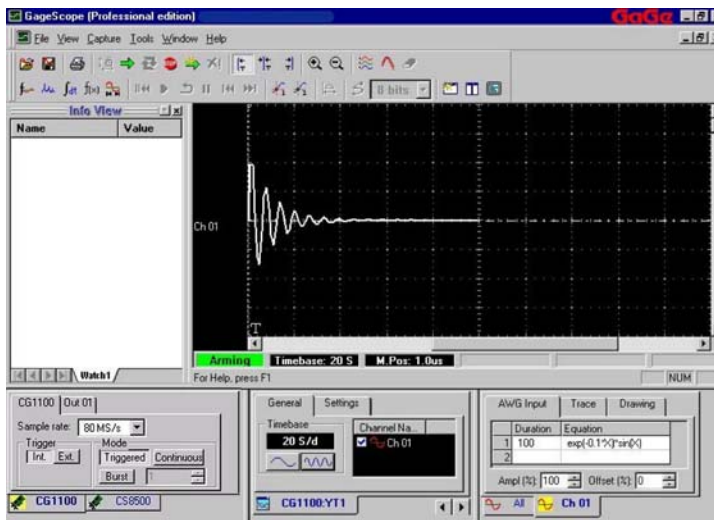 GageScope (Professional edition)
GaGe
File View Capture Tools Window Help
8 bits
Info View
Name Value
Ch 01
T
Watch1
Arming Timebase: 20 S M.Pos: 1.0us
For Help, press F1
NUM
CG1100 Out 01
Sample rate: 80 MS/s
Trigger
Int. Ext.
Mode
Triggered Continuous
Burst 1
CG1100 CS8500
General Settings
Timebase
20 S/d
Channel Na...
Ch 01
CG1100:YT1
AWG Input Trace Drawing
Duration Equation
1 100 exp(-0.1*X)*sin(X)
2
Ampl (%): 100 Offset (%): 0
All Ch 01